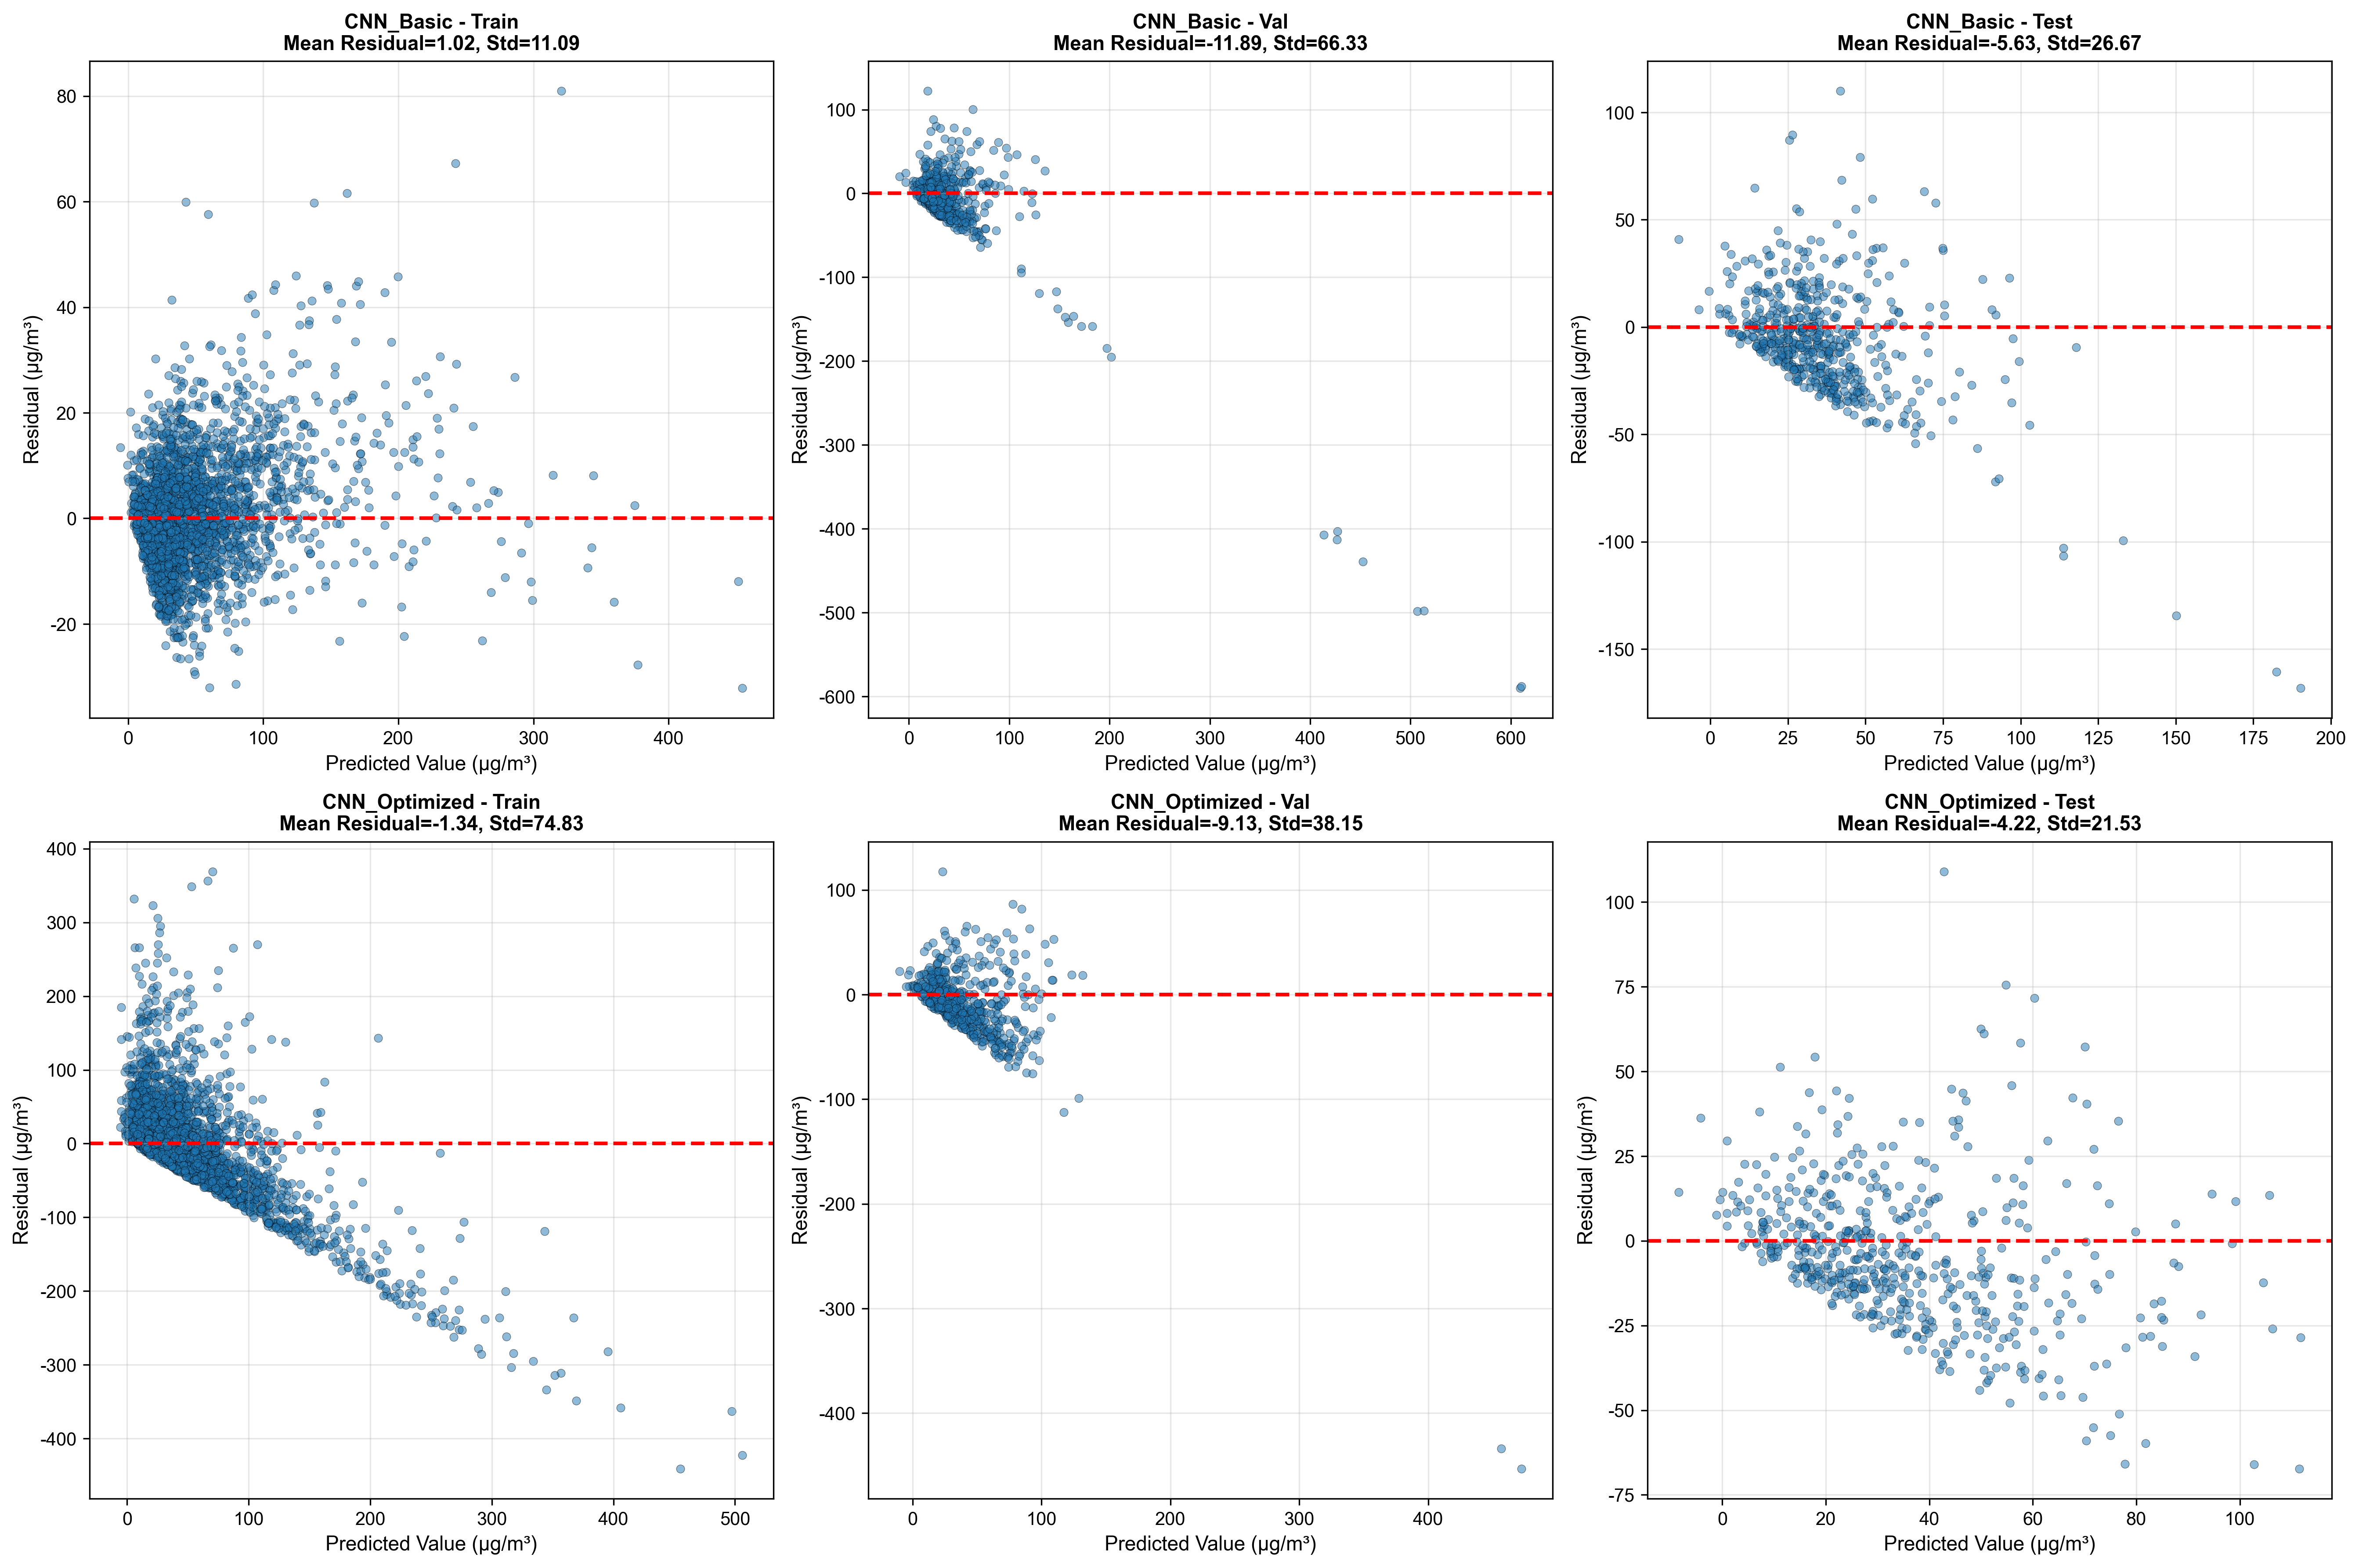 CNN_Basic - Train
Mean Residual=1.02, Std=11.09
Residual (µg/m³)
80
60
40
20
0
-20
0 100 200 300 400
Predicted Value (µg/m³)
CNN_Basic - Val
Mean Residual=-11.89, Std=66.33
Residual (µg/m³)
100
0
-100
-200
-300
-400
-500
-600
0 100 200 300 400 500 600
Predicted Value (µg/m³)
CNN_Basic - Test
Mean Residual=-5.63, Std=26.67
Residual (µg/m³)
100
50
0
-50
-100
-150
0 25 50 75 100 125 150 175 200
Predicted Value (µg/m³)
CNN_Optimized - Train
Mean Residual=-1.34, Std=74.83
Residual (µg/m³)
400
300
200
100
0
-100
-200
-300
-400
0 100 200 300 400 500
Predicted Value (µg/m³)
CNN_Optimized - Val
Mean Residual=-9.13, Std=38.15
Residual (µg/m³)
100
0
-100
-200
-300
-400
0 100 200 300 400
Predicted Value (µg/m³)
CNN_Optimized - Test
Mean Residual=-4.22, Std=21.53
Residual (µg/m³)
100
75
50
25
0
-25
-50
-75
0 20 40 60 80 100
Predicted Value (µg/m³)